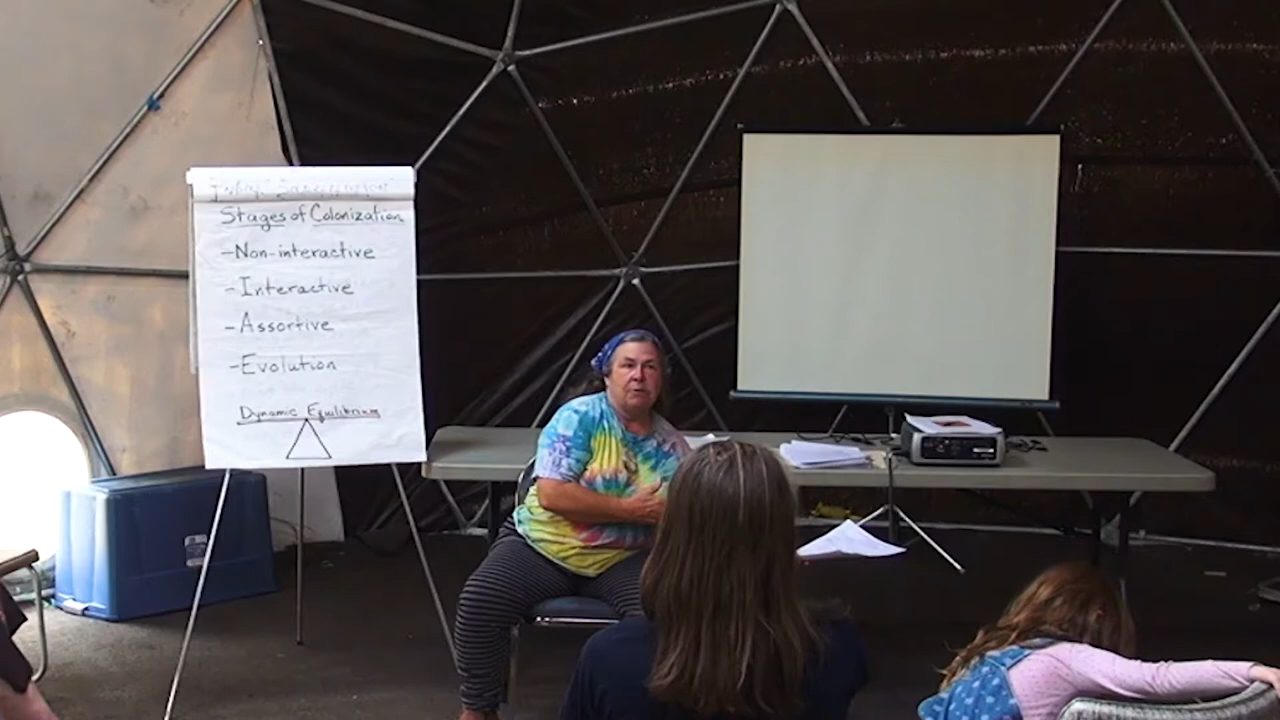 Stages of Colonization
-Non-interactive
-Interactive
-Assortive
-Evolution
Dynamic Equilibrium